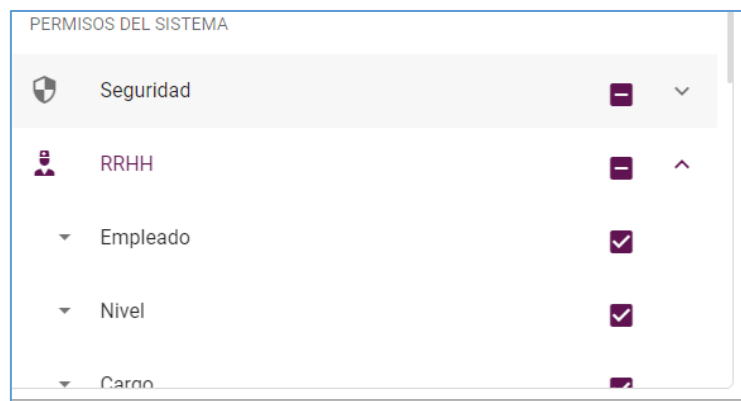 PERMISOS DEL SISTEMA
Seguridad
RRHH
Empleado
Nivel
Cargo